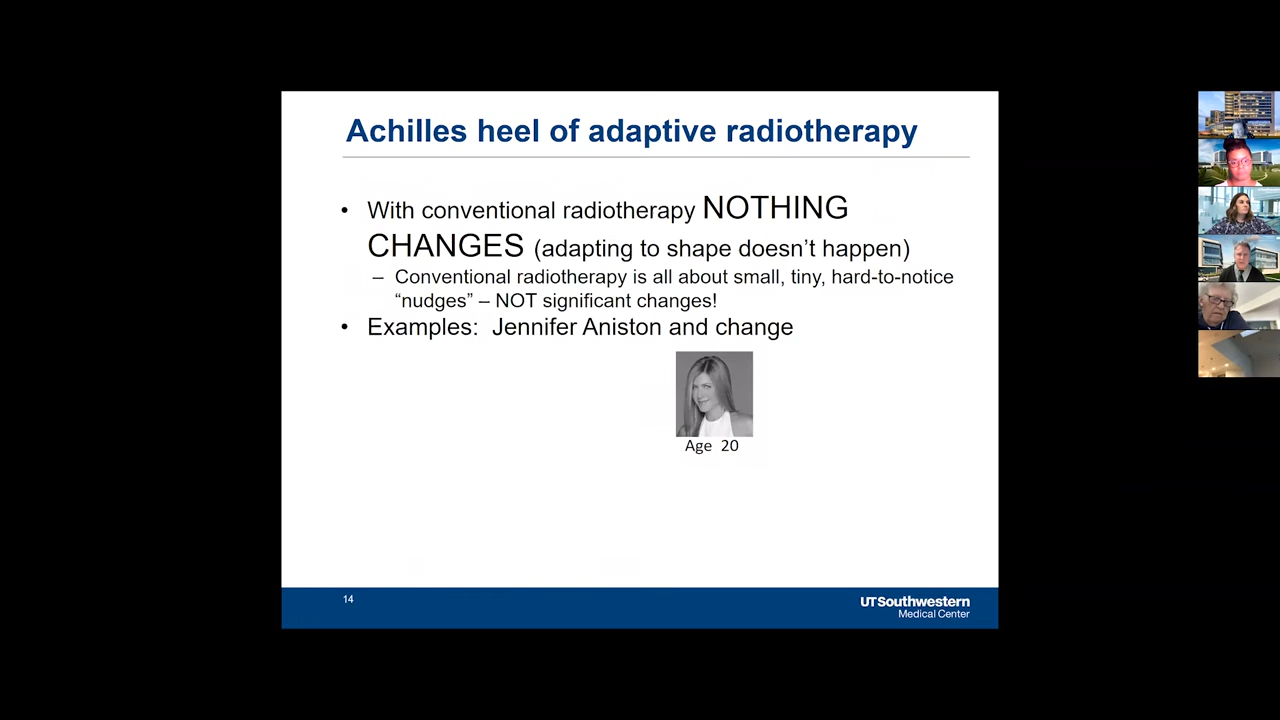 Achilles heel of adaptive radiotherapy
• With conventional radiotherapy NOTHING
CHANGES (adapting to shape doesn’t happen)
– Conventional radiotherapy is all about small, tiny, hard-to-notice
“nudges” – NOT significant changes!
• Examples: Jennifer Aniston and change
Age 20
14
UTSouthwestern
Medical Center